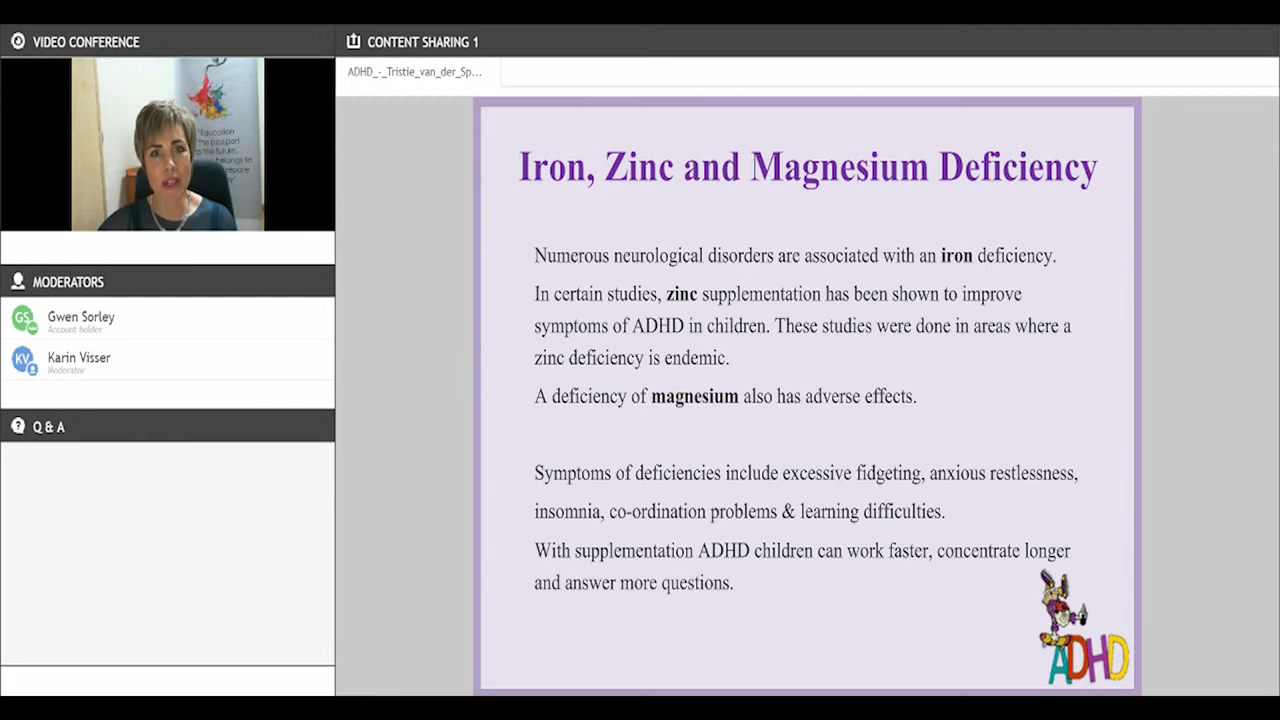 VIDEO CONFERENCE
CONTENT SHARING 1
ADHD_-_Tristie_van_der_Sp...
"Education
MODERATORS
GS
Gwen Sorley
Account holder
KV
Karin Visser
Moderator
Q & A
Iron, Zinc and Magnesium Deficiency
Numerous neurological disorders are associated with an iron deficiency.
In certain studies, zinc supplementation has been shown to improve
symptoms of ADHD in children. These studies were done in areas where a
zinc deficiency is endemic.
A deficiency of magnesium also has adverse effects.
Symptoms of deficiencies include excessive fidgeting, anxious restlessness,
insomnia, co-ordination problems & learning difficulties.
With supplementation ADHD children can work faster, concentrate longer
and answer more questions.
ADHD